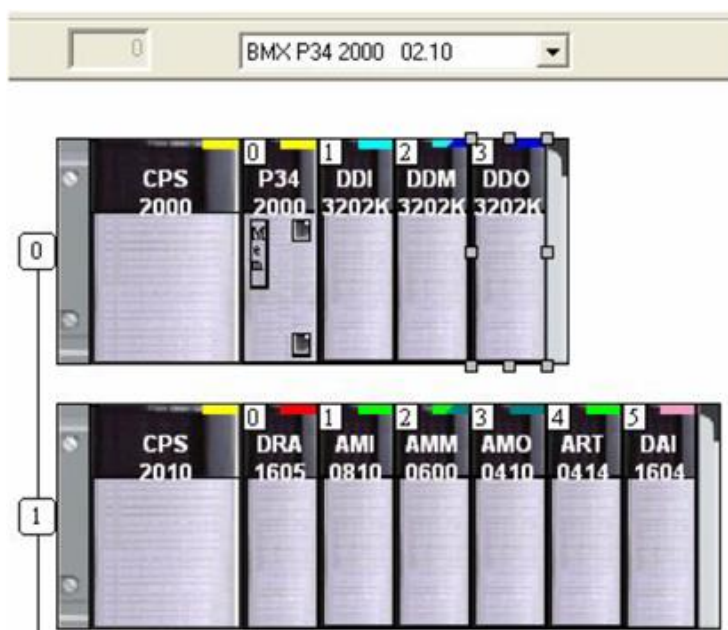 0
BMX P34 2000 02.10
0 1 2 3
CPS P34 DDI DDM DDO
2000 2000 3202K 3202K 3202K
0
0 1 2 3 4 5
CPS DRA AMI AMM AMO ART DAI
2010 1605 0810 0600 0410 0414 1604
1